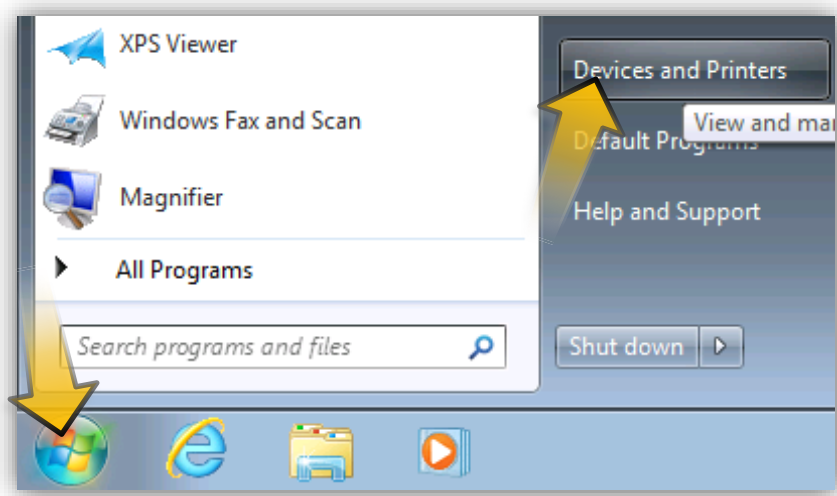 XPS Viewer
Windows Fax and Scan
Magnifier
All Programs
Search programs and files
Devices and Printers
View and
Default Programs
Help and Support
Shut down